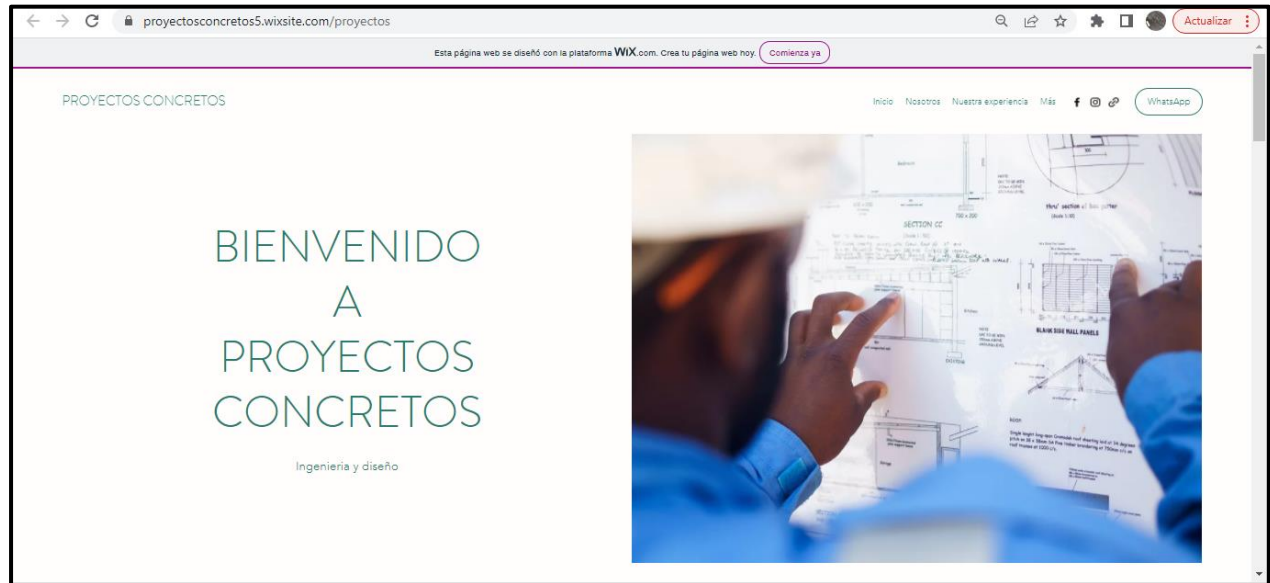 proyectosconcretos5.wixsite.com/proyectos
Actualizar
Esta página web se diseñó con la plataforma WiX.com. Crea tu página web hoy. Comienza ya
PROYECTOS CONCRETOS
Inicio Nosotros Nuestra experiencia Más WhatsApp
BIENVENIDO
A
PROYECTOS
CONCRETOS
Ingenieria y diseño
SECTION CC
BLANK SIDE WALL PANELS
ROOF